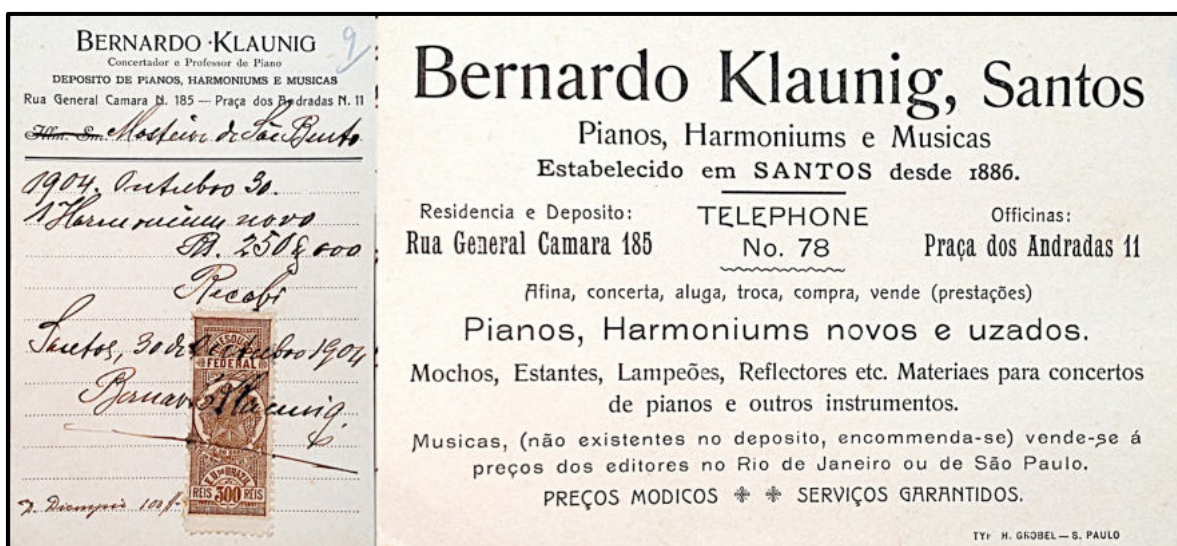 BERNARDO KLAUNIG
9
Concertador e Professor de Piano
DEPOSITO DE PIANOS, HARMONIUMS E MUSICAS
Rua General Camara N. 185 — Praça dos Andradas N. 11
Illm. Snr. Mosteiro de São Bento
1904. Outubro 30.
1 Harmonium novo
Rs. 250$000
Recebi
Santos, 30 de Outubro 1904
Bernardo Klaunig
FEDERAL
RÉIS 300 RÉIS
Bernardo Klaunig, Santos
Pianos, Harmoniums e Musicas
Estabelecido em SANTOS desde 1886.
Residencia e Deposito:
Rua General Camara 185
TELEPHONE
No. 78
Officinas:
Praça dos Andradas 11
Afina, concerta, aluga, troca, compra, vende (prestações)
Pianos, Harmoniums novos e uzados.
Mochos, Estantes, Lampeões, Reflectores etc. Materiaes para concertos
de pianos e outros instrumentos.
Musicas, (não existentes no deposito, encommenda-se) vende-se á
preços dos editores no Rio de Janeiro ou de São Paulo.
PREÇOS MODICOS ⁜ ⁜ SERVIÇOS GARANTIDOS.
TYP. H. GROBEL — S. PAULO